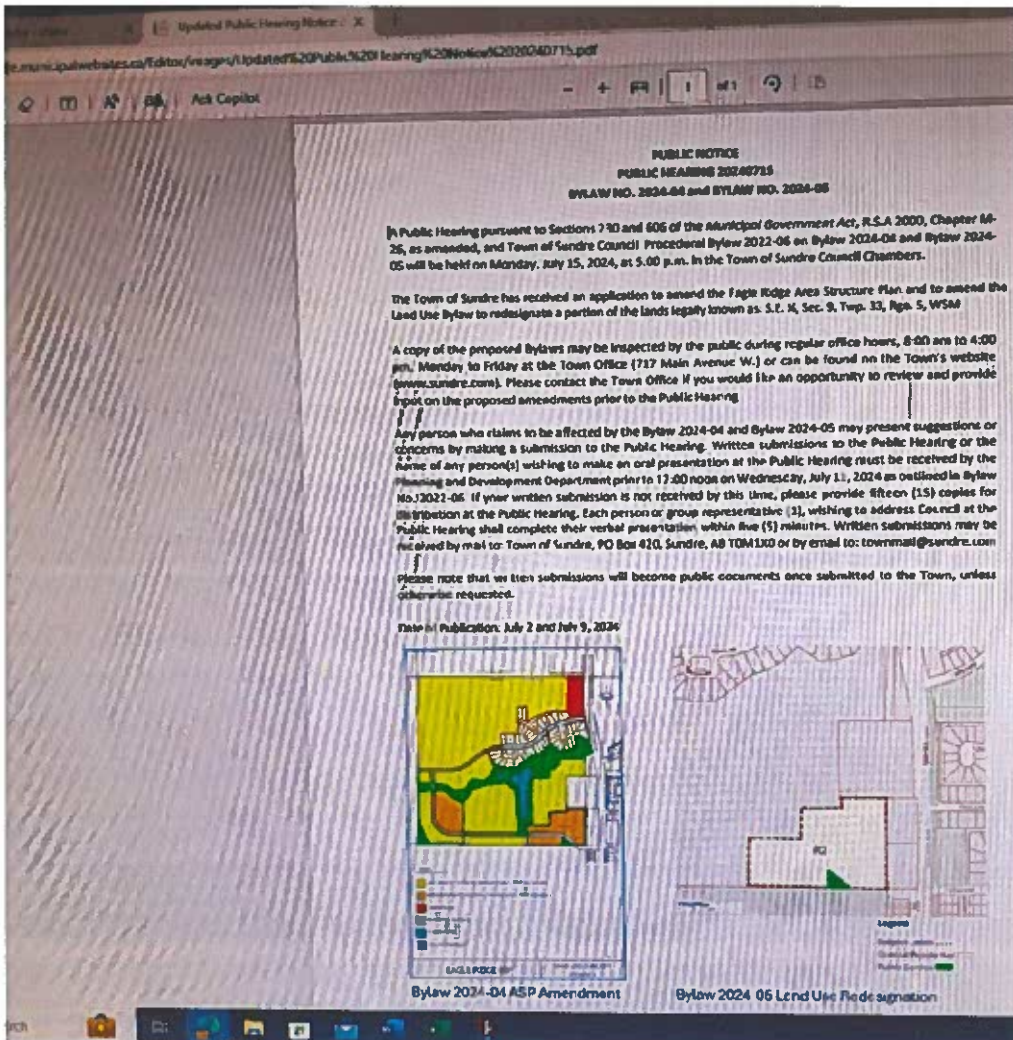 Updated Public Hearing Notice
e.municipalwebsites.ca/Editor/images/Updated%20Public%20Hearing%20Notice%2020240715.pdf
Ask Copilot
1 of 1
PUBLIC NOTICE
PUBLIC HEARING 20240715
BYLAW NO. 2024-04 and BYLAW NO. 2024-05
A Public Hearing pursuant to Sections 230 and 606 of the Municipal Government Act, R.S.A 2000, Chapter M-
26, as amended, and Town of Sundre Council Procedural Bylaw 2022-06 on Bylaw 2024-04 and Bylaw 2024-
05 will be held on Monday, July 15, 2024, at 5:00 p.m. in the Town of Sundre Council Chambers.
The Town of Sundre has received an application to amend the Eagle Ridge Area Structure Plan and to amend the
Land Use Bylaw to redesignate a portion of the lands legally known as: S.E. ¼, Sec. 9, Twp. 33, Rge. 5, W5M
A copy of the proposed Bylaws may be inspected by the public during regular office hours, 8:00 am to 4:00
pm, Monday to Friday at the Town Office (717 Main Avenue W.) or can be found on the Town's website
(www.sundre.com). Please contact the Town Office if you would like an opportunity to review and provide
input on the proposed amendments prior to the Public Hearing
Any person who claims to be affected by the Bylaw 2024-04 and Bylaw 2024-05 may present suggestions or
concerns by making a submission to the Public Hearing. Written submissions to the Public Hearing or the
name of any person(s) wishing to make an oral presentation at the Public Hearing must be received by the
Planning and Development Department prior to 12:00 noon on Wednesday, July 11, 2024 as outlined in Bylaw
No. 2022-06. If your written submission is not received by this time, please provide fifteen (15) copies for
distribution at the Public Hearing. Each person or group representative (1), wishing to address Council at the
Public Hearing shall complete their verbal presentation within five (5) minutes. Written submissions may be
received by mail to: Town of Sundre, PO Box 420, Sundre, AB T0M1X0 or by email to: townmail@sundre.com
Please note that written submissions will become public documents once submitted to the Town, unless
otherwise requested.
Date of Publication: July 2 and July 9, 2024
R2
Legend
EAGLE RIDGE
Bylaw 2024-04 ASP Amendment
Bylaw 2024-05 Land Use Redesignation